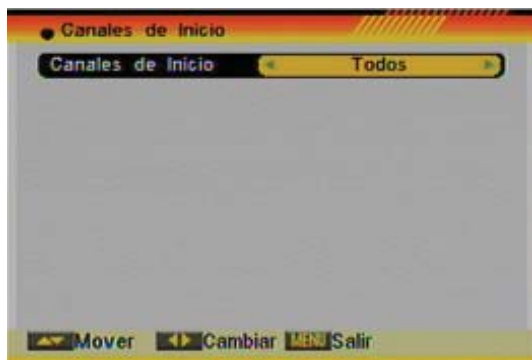 Canales de Inicio
Canales de Inicio Todos
Mover Cambiar MENU Salir